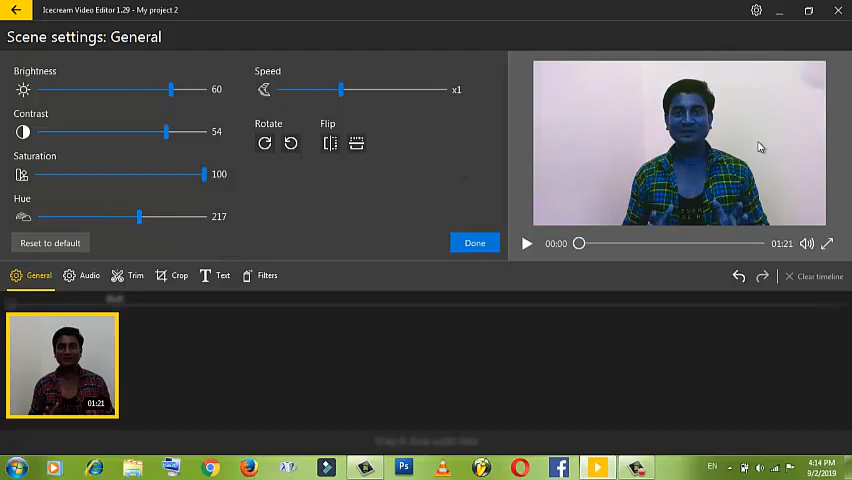 Icecream Video Editor 1.29 - My project 2
Scene settings: General
Brightness
60
Speed
x1
Contrast
54
Rotate
Flip
Saturation
100
Hue
217
Reset to default
Done
00:00
01:21
General
Audio
Trim
Crop
Text
Filters
Clear timeline
01:21
Ps
EN
4:14 PM
9/2/2019